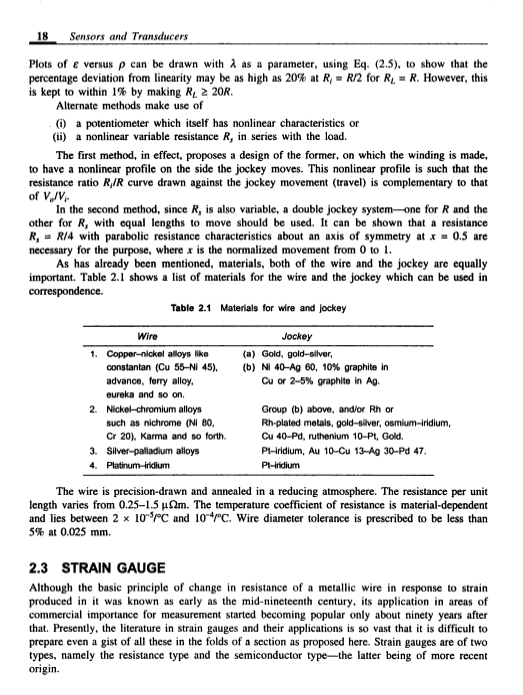 18 Sensors and Transducers
Plots of ε versus ρ can be drawn with λ as a parameter, using Eq. (2.5), to show that the
percentage deviation from linearity may be as high as 20% at Ri = R/2 for RL = R. However, this
is kept to within 1% by making RL ≥ 20R.
Alternate methods make use of
(i) a potentiometer which itself has nonlinear characteristics or
(ii) a nonlinear variable resistance Rs in series with the load.
The first method, in effect, proposes a design of the former, on which the winding is made,
to have a nonlinear profile on the side the jockey moves. This nonlinear profile is such that the
resistance ratio Ri/R curve drawn against the jockey movement (travel) is complementary to that
of Vo/Vi.
In the second method, since Rs is also variable, a double jockey system—one for R and the
other for Rs with equal lengths to move should be used. It can be shown that a resistance
Rs = R/4 with parabolic resistance characteristics about an axis of symmetry at x = 0.5 are
necessary for the purpose, where x is the normalized movement from 0 to 1.
As has already been mentioned, materials, both of the wire and the jockey are equally
important. Table 2.1 shows a list of materials for the wire and the jockey which can be used in
correspondence.
Table 2.1 Materials for wire and jockey
Wire Jockey
1. Copper–nickel alloys like (a) Gold, gold–silver,
constantan (Cu 55–Ni 45), (b) Ni 40–Ag 60, 10% graphite in
advance, ferry alloy, Cu or 2–5% graphite in Ag.
eureka and so on.
2. Nickel–chromium alloys Group (b) above, and/or Rh or
such as nichrome (Ni 80, Rh-plated metals, gold–silver, osmium–iridium,
Cr 20), Karma and so forth. Cu 40–Pd, ruthenium 10–Pt, Gold.
3. Silver–palladium alloys Pt–iridium, Au 10–Cu 13–Ag 30–Pd 47.
4. Platinum–iridium Pt–iridium
The wire is precision-drawn and annealed in a reducing atmosphere. The resistance per unit
length varies from 0.25–1.5 μΩm. The temperature coefficient of resistance is material-dependent
and lies between 2 × 10⁻⁵/°C and 10⁻⁴/°C. Wire diameter tolerance is prescribed to be less than
5% at 0.025 mm.
2.3 STRAIN GAUGE
Although the basic principle of change in resistance of a metallic wire in response to strain
produced in it was known as early as the mid-nineteenth century, its application in areas of
commercial importance for measurement started becoming popular only about ninety years after
that. Presently, the literature in strain gauges and their applications is so vast that it is difficult to
prepare even a gist of all these in the folds of a section as proposed here. Strain gauges are of two
types, namely the resistance type and the semiconductor type—the latter being of more recent
origin.